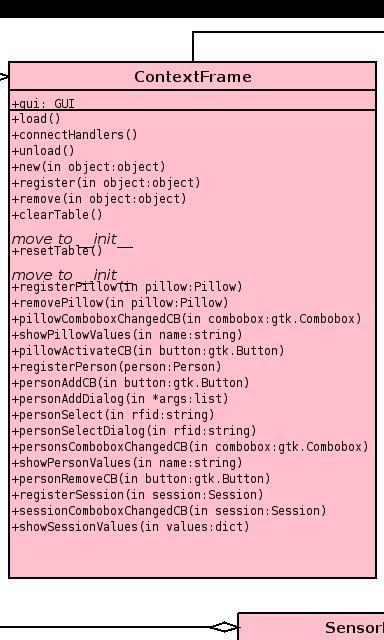 ContextFrame
+gui: GUI
+load()
+connectHandlers()
+unload()
+new(in object:object)
+register(in object:object)
+remove(in object:object)
+clearTable()
move to __init__
+resetTable()
move to __init__
+registerPillow(in pillow:Pillow)
+removePillow(in pillow:Pillow)
+pillowComboboxChangedCB(in combobox:gtk.Combobox)
+showPillowValues(in name:string)
+pillowActivateCB(in button:gtk.Button)
+registerPerson(person:Person)
+personAddCB(in button:gtk.Button)
+personAddDialog(in *args:list)
+personSelect(in rfid:string)
+personSelectDialog(in rfid:string)
+personsComboboxChangedCB(in combobox:gtk.Combobox)
+showPersonValues(in name:string)
+personRemoveCB(in button:gtk.Button)
+registerSession(in session:Session)
+sessionComboboxChangedCB(in session:Session)
+showSessionValues(in values:dict)
Sensor